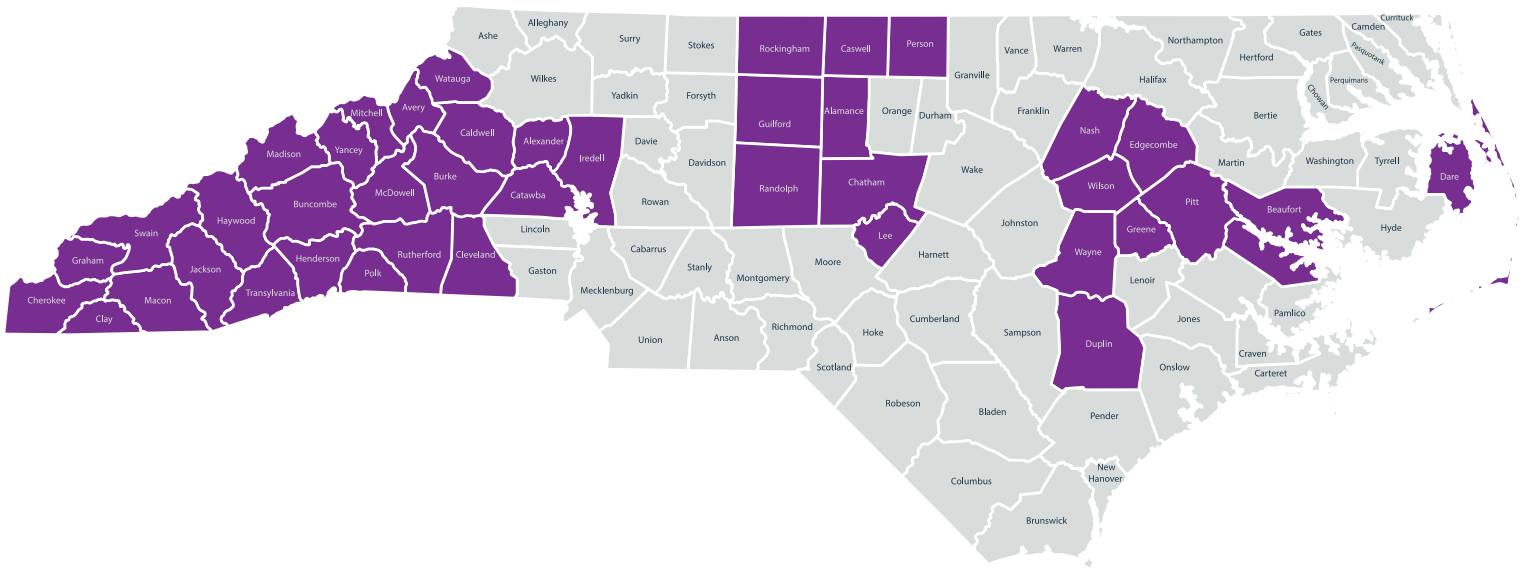 Currituck
Camden
Gates
Alleghany
Ashe
Surry
Stokes
Rockingham
Caswell
Person
Vance
Warren
Northampton
Hertford
Pasquotank
Granville
Halifax
Perquimans
Chowan
Watauga
Wilkes
Yadkin
Forsyth
Guilford
Alamance
Orange
Durham
Franklin
Bertie
Avery
Mitchell
Caldwell
Alexander
Iredell
Davie
Davidson
Nash
Edgecombe
Martin
Washington
Tyrrell
Dare
Madison
Yancey
McDowell
Burke
Catawba
Rowan
Randolph
Chatham
Wake
Wilson
Pitt
Beaufort
Hyde
Buncombe
Haywood
Swain
Graham
Jackson
Henderson
Polk
Rutherford
Cleveland
Lincoln
Gaston
Cabarrus
Stanly
Montgomery
Moore
Lee
Harnett
Johnston
Wayne
Greene
Lenoir
Cherokee
Clay
Macon
Transylvania
Mecklenburg
Union
Anson
Richmond
Scotland
Hoke
Cumberland
Sampson
Duplin
Jones
Pamlico
Craven
Carteret
Onslow
Robeson
Bladen
Pender
Columbus
New
Hanover
Brunswick